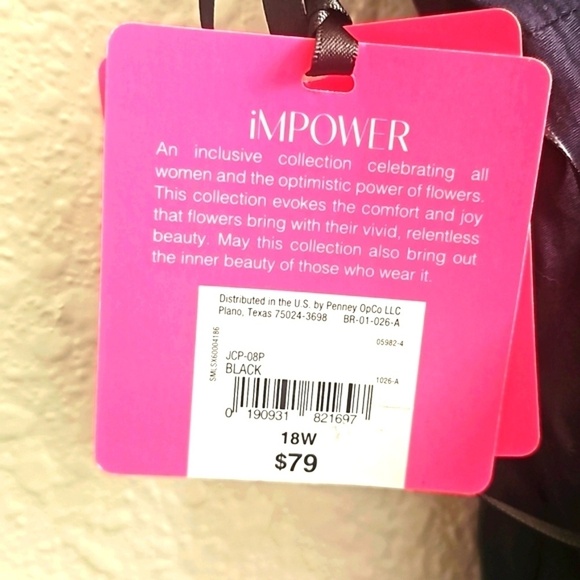 iMPOWER
An inclusive collection celebrating all
women and the optimistic power of flowers.
This collection evokes the comfort and joy
that flowers bring with their vivid, relentless
beauty. May this collection also bring out
the inner beauty of those who wear it.
Distributed in the U.S. by Penney OpCo LLC
Plano, Texas 75024-3698 BR-01-026-A
05982-4
SMLSX60004186
JCP-08P
BLACK
1026-A
0 190931 821697
18W
$79